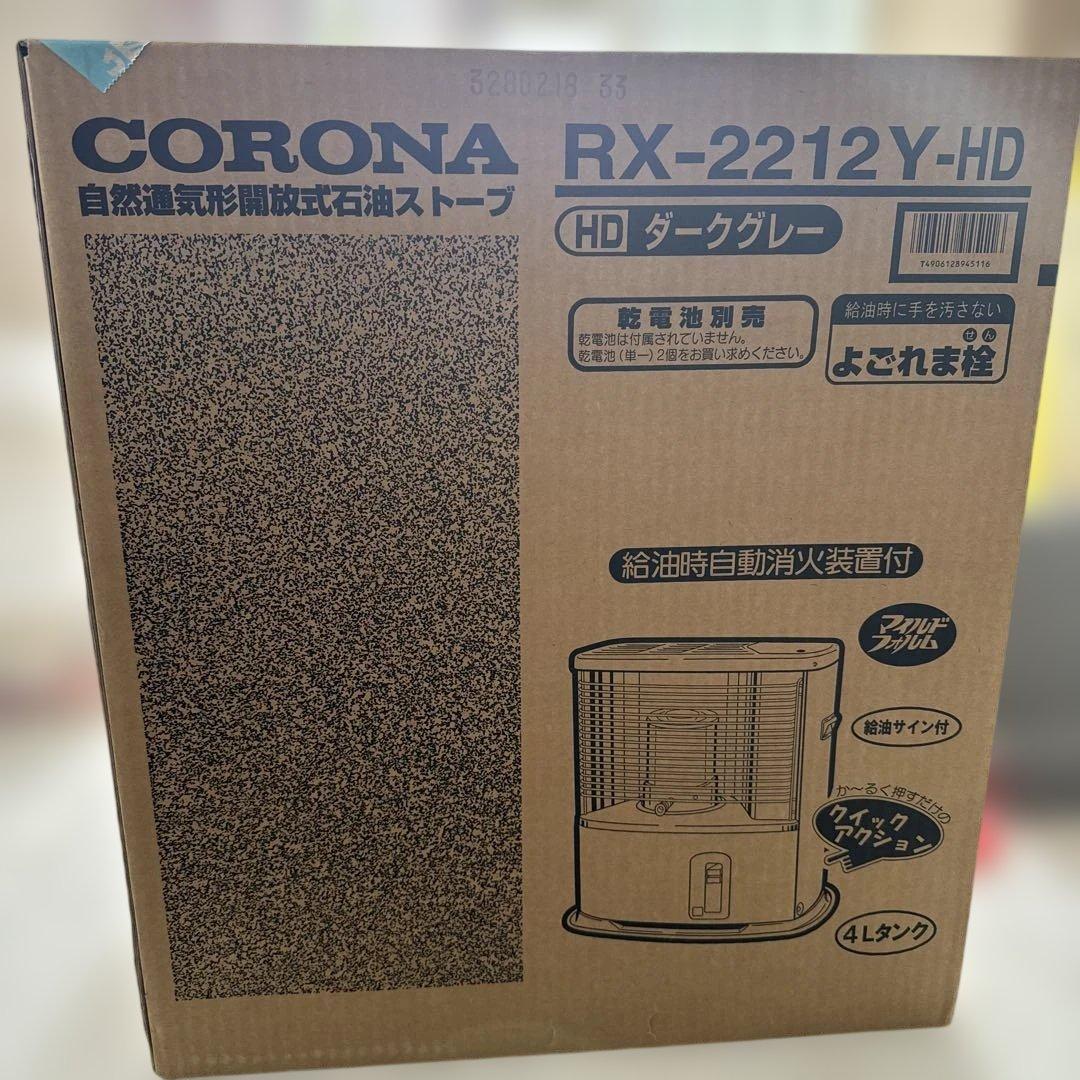 3280218 33
CORONA
自然通気形開放式石油ストーブ
RX-2212Y-HD
HD ダークグレー
T4906128945116
乾電池別売
乾電池は付属されていません。
乾電池(単一)2個をお買い求めください。
給油時に手を汚さない
せん
よごれま栓
給油時自動消火装置付
マイルド
フォルム
給油サイン付
か〜るく押すだけの
クイック
アクション
4Lタンク